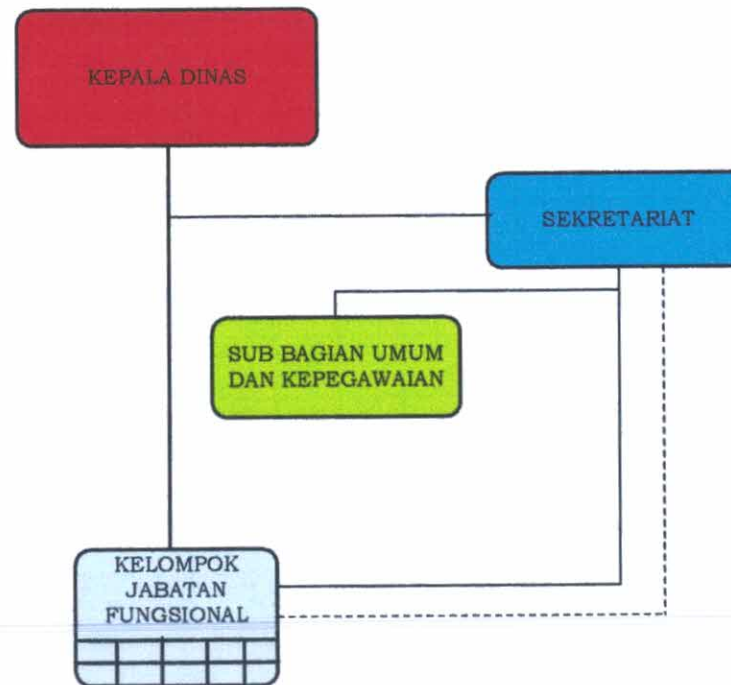 KEPALA DINAS
SEKRETARIAT
SUB BAGIAN UMUM
DAN KEPEGAWAIAN
KELOMPOK
JABATAN
FUNGSIONAL